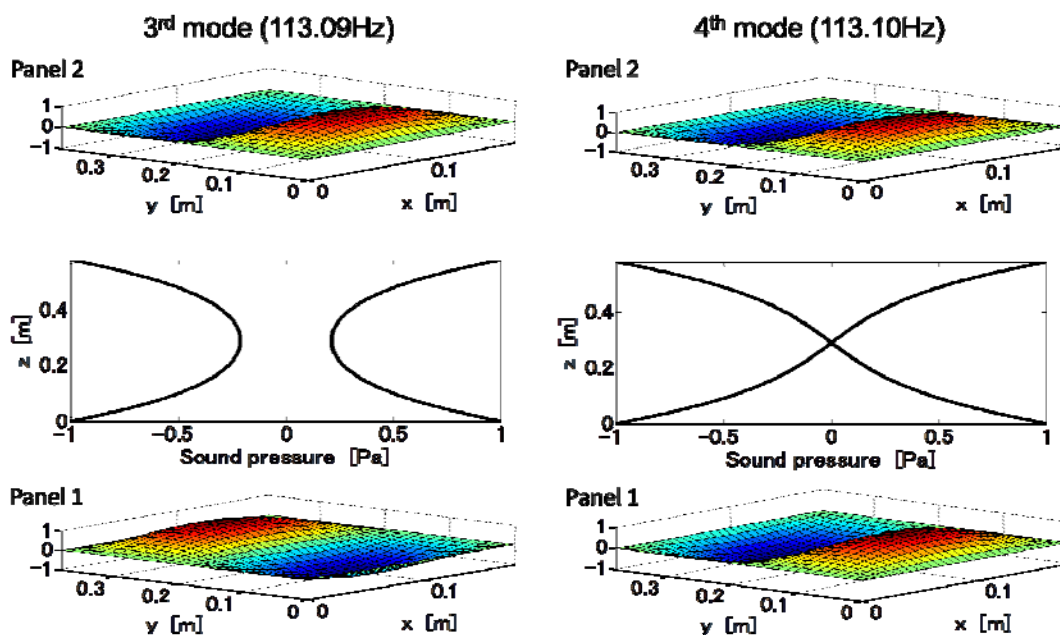 3rd mode (113.09Hz)
4th mode (113.10Hz)
Panel 2
Panel 2
1
0
−1
0.3
0.2
0.1
0
0
0.1
y [m]
x [m]
1
0
−1
0.3
0.2
0.1
0
0
0.1
y [m]
x [m]
0.4
0.2
0
z [m]
−1
−0.5
0
0.5
1
Sound pressure [Pa]
0.4
0.2
0
z [m]
−1
−0.5
0
0.5
1
Sound pressure [Pa]
Panel 1
Panel 1
1
0
−1
0.3
0.2
0.1
0
0
0.1
y [m]
x [m]
1
0
−1
0.3
0.2
0.1
0
0
0.1
y [m]
x [m]